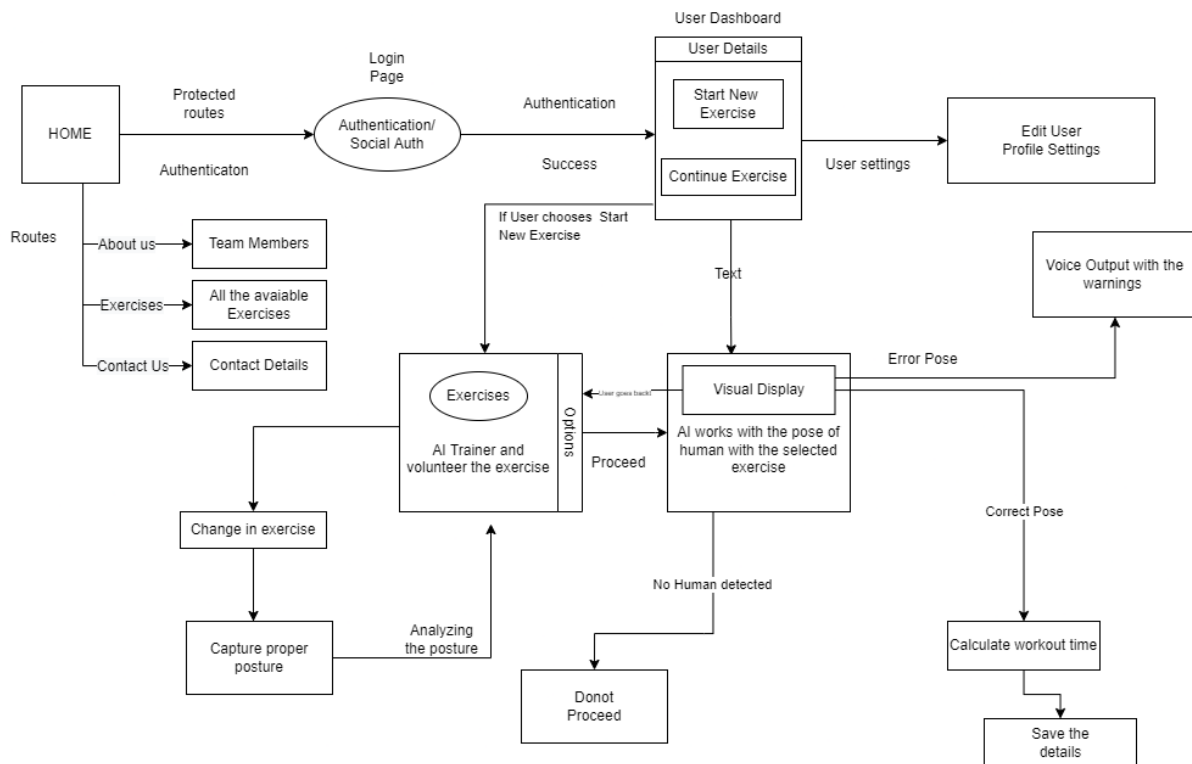 User Dashboard
User Details
Login
Page
Protected
routes
Authentication
Start New
Exercise
HOME
Authentication/
Social Auth
Edit User
Profile Settings
Authenticaton
Success
User settings
Continue Exercise
If User chooses Start
New Exercise
Routes
About us
Team Members
Text
Voice Output with the
warnings
Exercises
All the avaiable
Exercises
Contact Us
Contact Details
Error Pose
Exercises
Options
User goes back!
Visual Display
AI Trainer and
volunteer the exercise
Proceed
AI works with the pose of
human with the selected
exercise
Change in exercise
Correct Pose
No Human detected
Analyzing
the posture
Capture proper
posture
Calculate workout time
Donot
Proceed
Save the
details